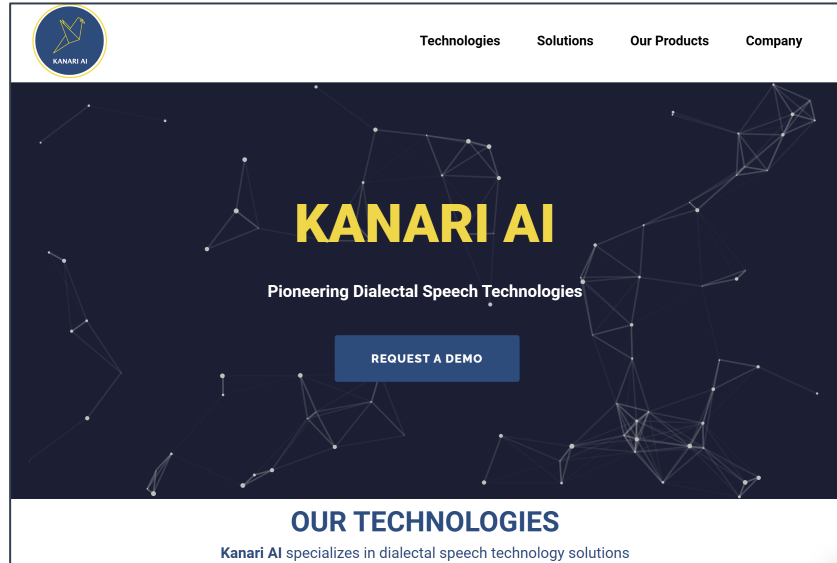 KANARI AI
Technologies
Solutions
Our Products
Company
KANARI AI
Pioneering Dialectal Speech Technologies
REQUEST A DEMO
OUR TECHNOLOGIES
Kanari AI specializes in dialectal speech technology solutions